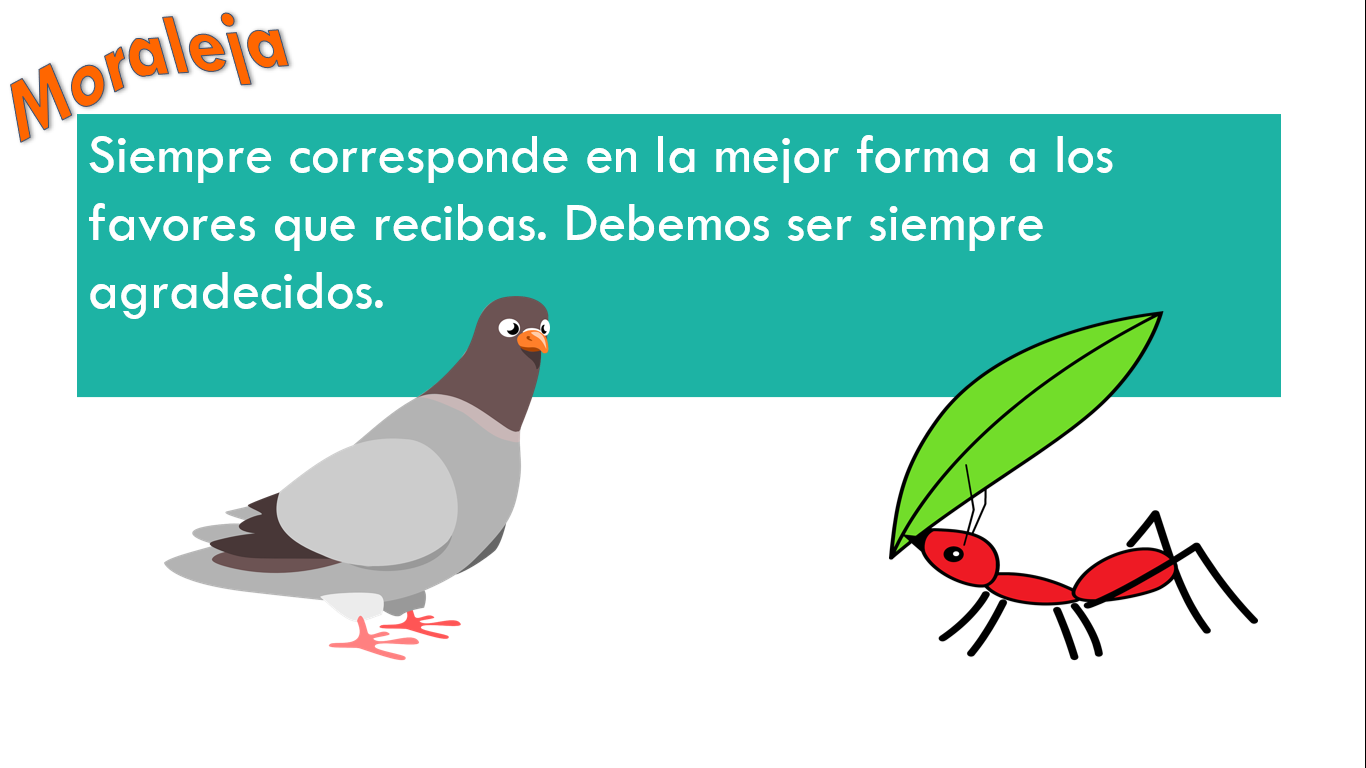 Moraleja
Siempre corresponde en la mejor forma a los
favores que recibas. Debemos ser siempre
agradecidos.